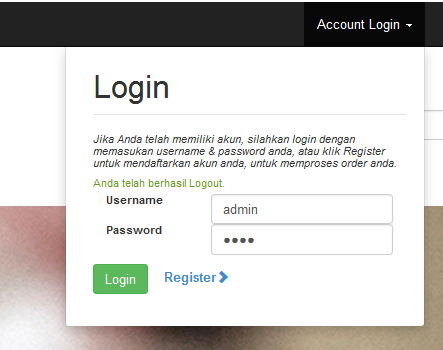 Account Login
Login
Jika Anda telah memiliki akun, silahkan login dengan
memasukan username & password anda, atau klik Register
untuk mendaftarkan akun anda, untuk memproses order anda.
Anda telah berhasil Logout.
Username admin
Password ••••
Login Register